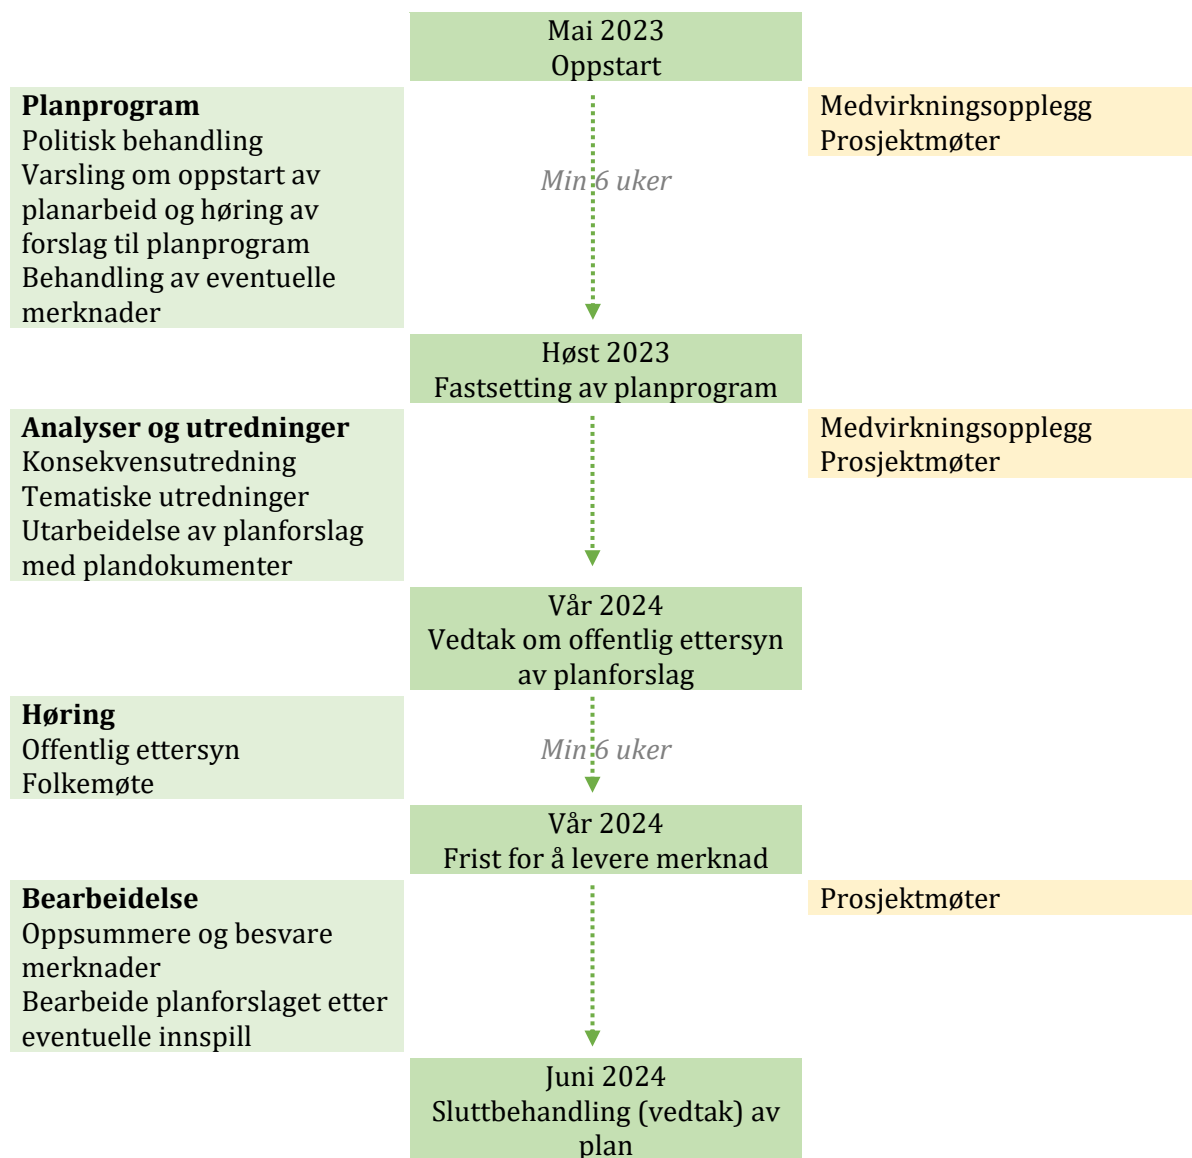 Mai 2023
Oppstart
Planprogram
Politisk behandling
Varsling om oppstart av
planarbeid og høring av
forslag til planprogram
Behandling av eventuelle
merknader
Min 6 uker
Medvirkningsopplegg
Prosjektmøter
Høst 2023
Fastsetting av planprogram
Analyser og utredninger
Konsekvensutredning
Tematiske utredninger
Utarbeidelse av planforslag
med plandokumenter
Medvirkningsopplegg
Prosjektmøter
Vår 2024
Vedtak om offentlig ettersyn
av planforslag
Høring
Offentlig ettersyn
Folkemøte
Min 6 uker
Vår 2024
Frist for å levere merknad
Bearbeidelse
Oppsummere og besvare
merknader
Bearbeide planforslaget etter
eventuelle innspill
Prosjektmøter
Juni 2024
Sluttbehandling (vedtak) av
plan